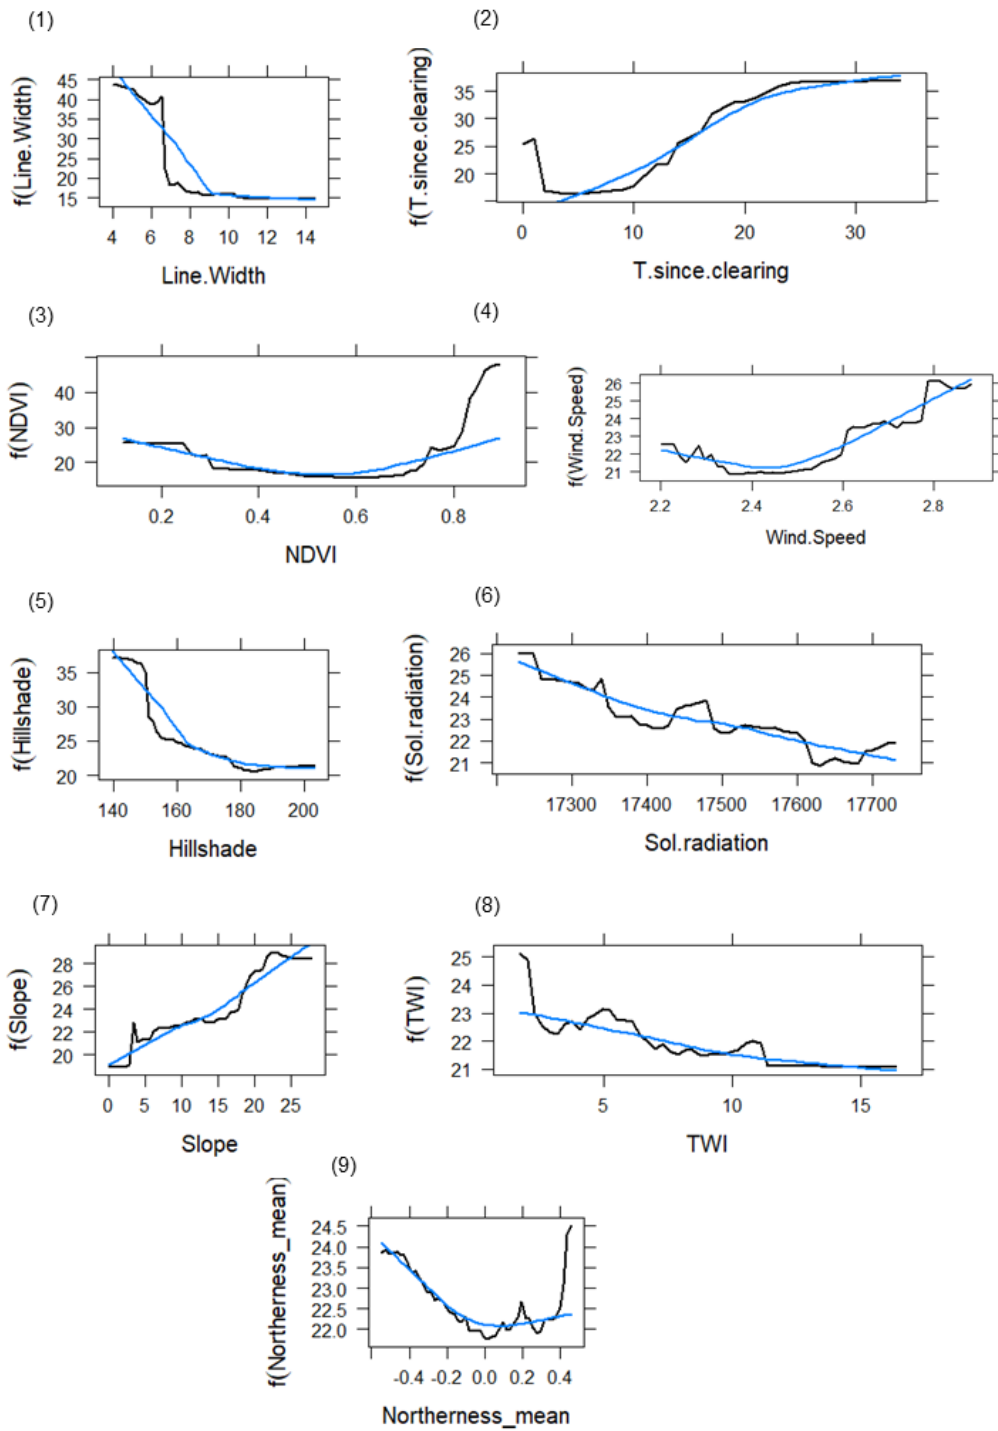 (1)
f(Line.Width)
45
40
35
30
25
20
15
4 6 8 10 12 14
Line.Width
(2)
f(T.since.clearing)
35
30
25
20
0 10 20 30
T.since.clearing
(3)
f(NDVI)
40
30
20
0.2 0.4 0.6 0.8
NDVI
(4)
f(Wind.Speed)
26
25
24
23
22
21
2.2 2.4 2.6 2.8
Wind.Speed
(5)
f(Hillshade)
35
30
25
20
140 160 180 200
Hillshade
(6)
f(Sol.radiation)
26
25
24
23
22
21
17300 17400 17500 17600 17700
Sol.radiation
(7)
f(Slope)
28
26
24
22
20
0 5 10 15 20 25
Slope
(8)
f(TWI)
25
24
23
22
21
5 10 15
TWI
(9)
f(Northerness_mean)
24.5
24.0
23.5
23.0
22.5
22.0
-0.4 -0.2 0.0 0.2 0.4
Northerness_mean